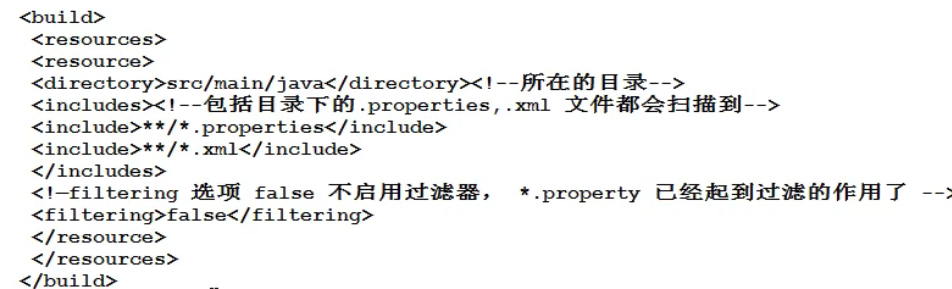 <build>
<resources>
<resource>
<directory>src/main/java</directory><!--所在的目录-->
<includes><!--包括目录下的.properties,.xml 文件都会扫描到-->
<include>**/*.properties</include>
<include>**/*.xml</include>
</includes>
<!—filtering 选项 false 不启用过滤器， *.property 已经起到过滤的作用了 -->
<filtering>false</filtering>
</resource>
</resources>
</build>